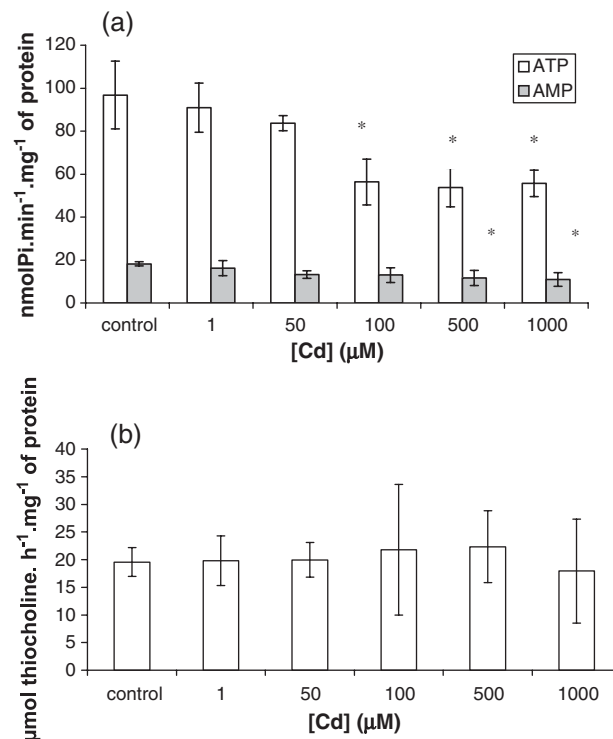 (a)
nmolPi.min⁻¹.mg⁻¹ of protein
120
100
80
60
40
20
0
ATP
AMP
*
*
*
*
*
control 1 50 100 500 1000
[Cd] (µM)
(b)
µmol thiocholine. h⁻¹.mg⁻¹ of protein
40
35
30
25
20
15
10
5
0
control 1 50 100 500 1000
[Cd] (µM)